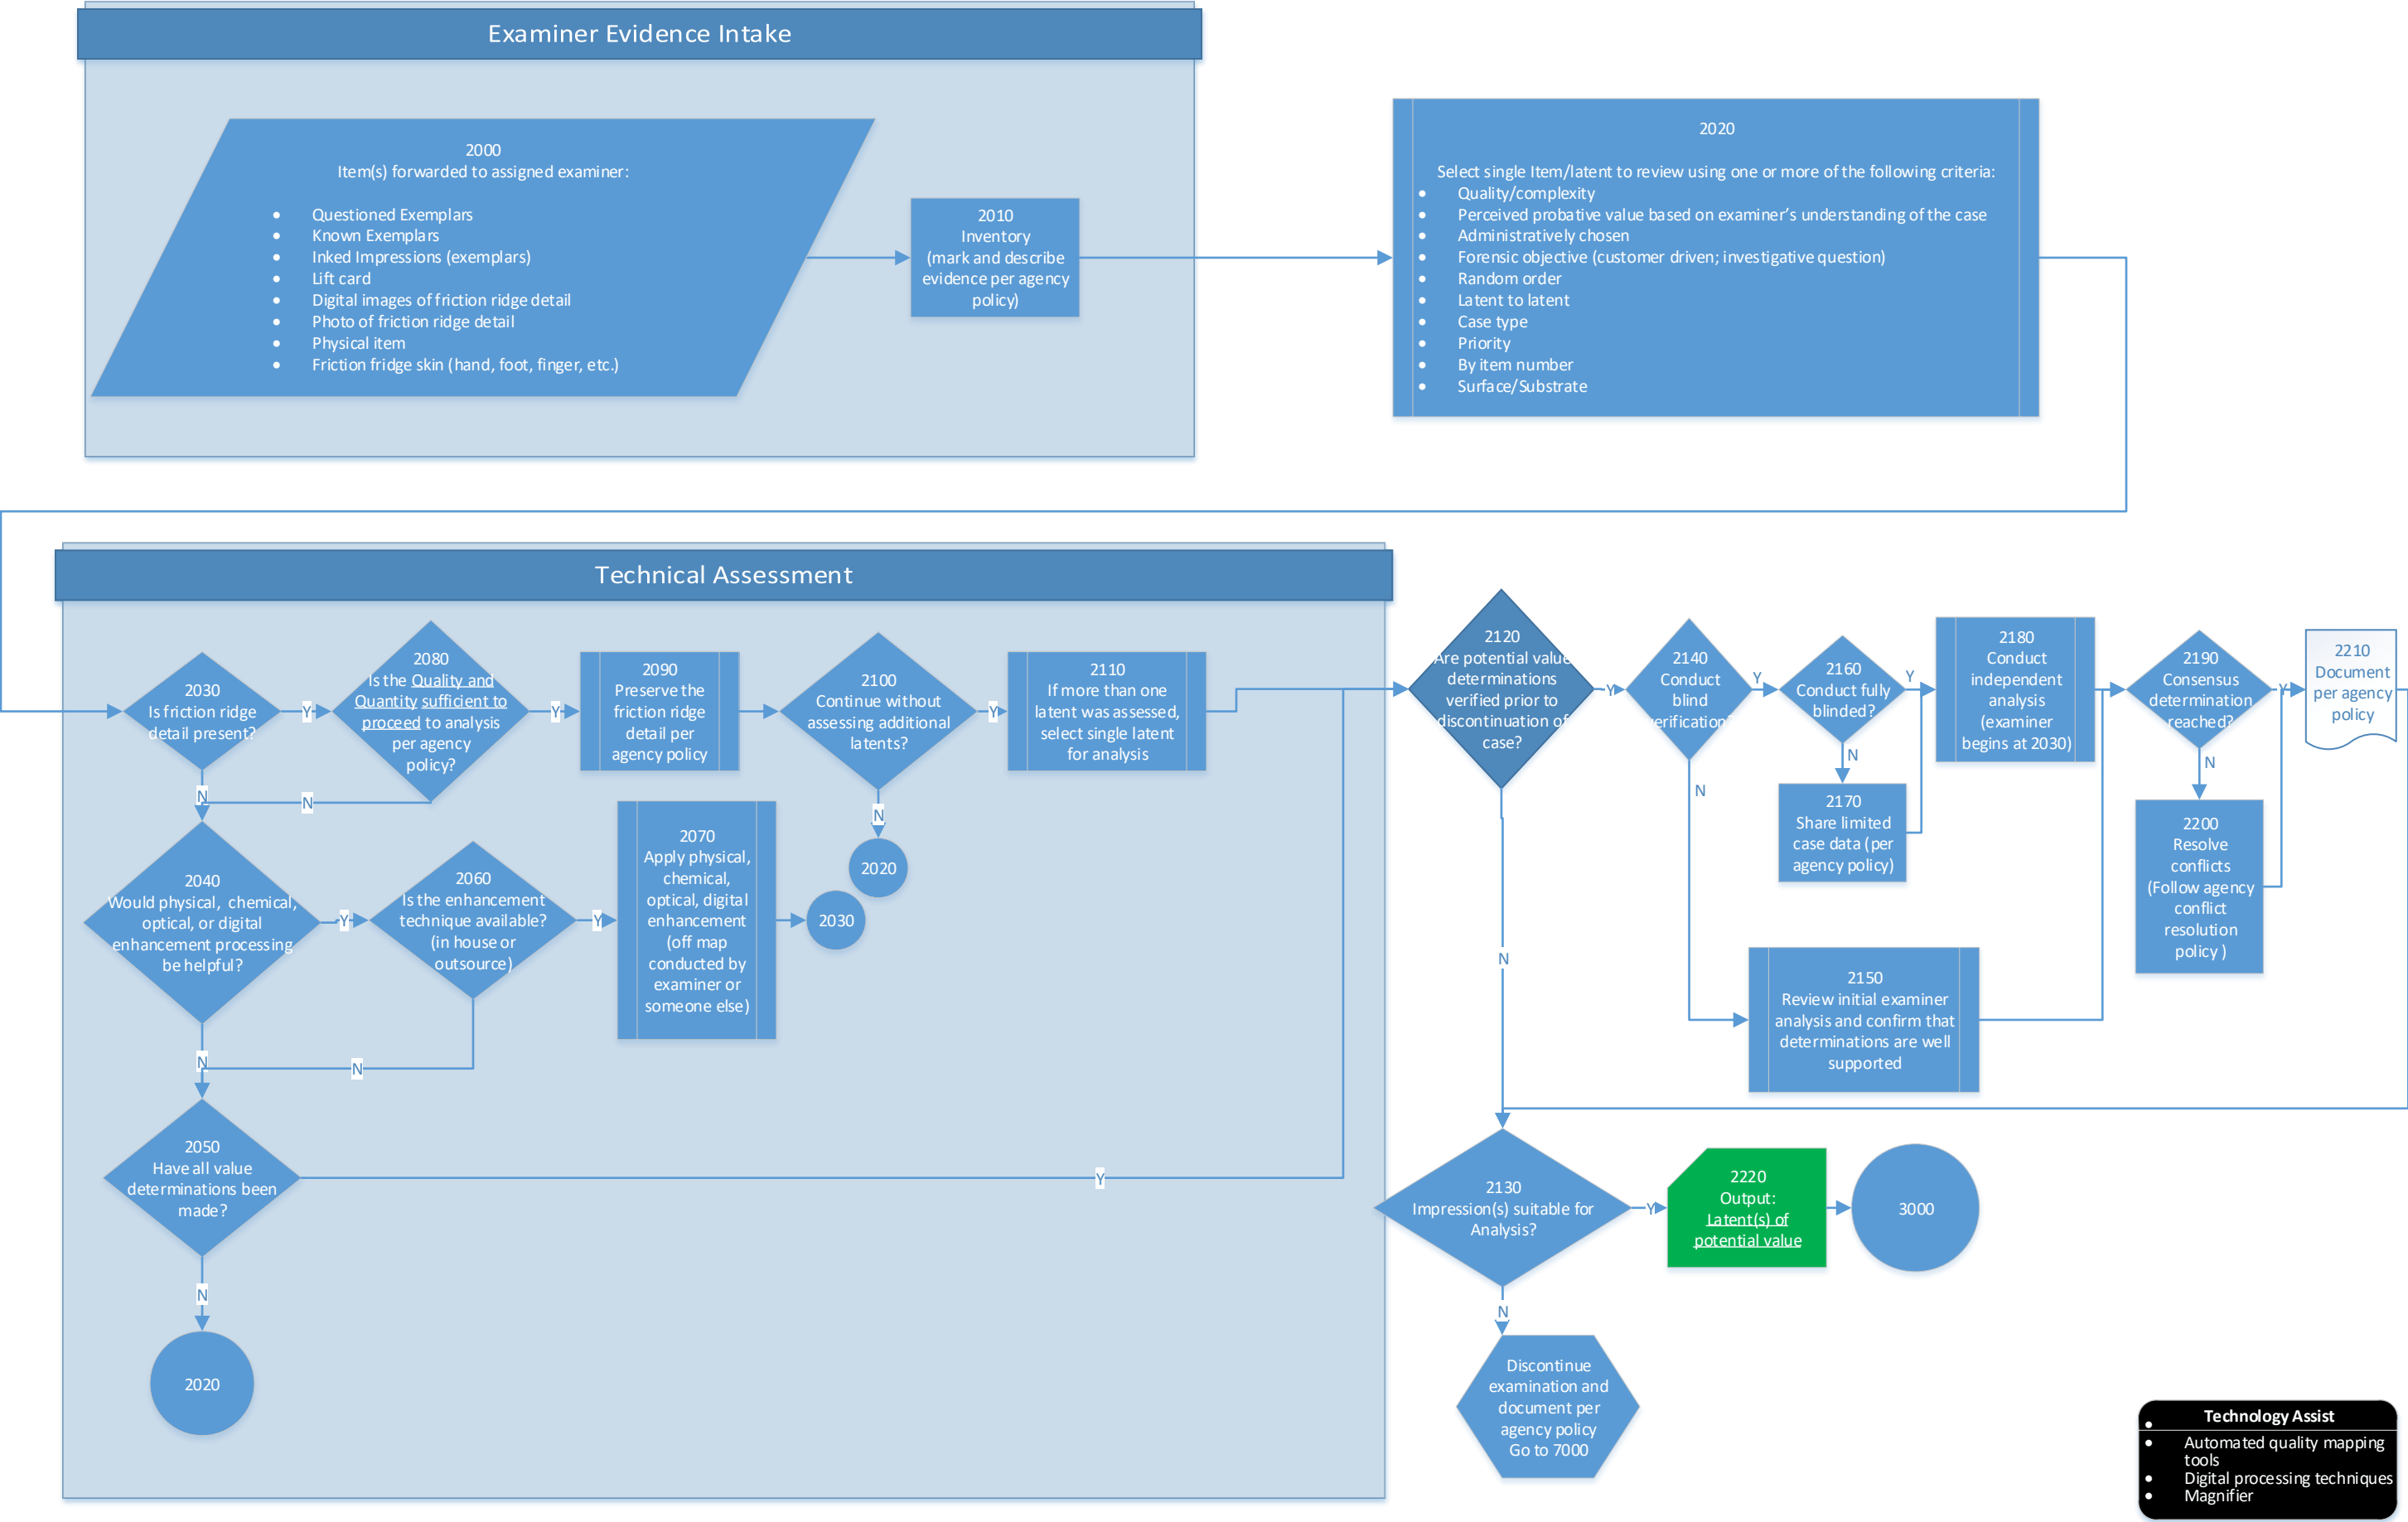 Examiner Evidence Intake
2000
Item(s) forwarded to assigned examiner:
• Questioned Exemplars
• Known Exemplars
• Inked Impressions (exemplars)
• Lift card
• Digital images of friction ridge detail
• Photo of friction ridge detail
• Physical item
• Friction fridge skin (hand, foot, finger, etc.)
2010
Inventory
(mark and describe
evidence per agency
policy)
2020
Select single Item/latent to review using one or more of the following criteria:
• Quality/complexity
• Perceived probative value based on examiner’s understanding of the case
• Administratively chosen
• Forensic objective (customer driven; investigative question)
• Random order
• Latent to latent
• Case type
• Priority
• By item number
• Surface/Substrate
Technical Assessment
2030
Is friction ridge
detail present?
Y
N
2080
Is the Quality and
Quantity sufficient to
proceed to analysis
per agency
policy?
Y
N
2090
Preserve the
friction ridge
detail per
agency policy
2100
Continue without
assessing additional
latents?
Y
N
2020
2110
If more than one
latent was assessed,
select single latent
for analysis
2040
Would physical, chemical,
optical, or digital
enhancement processing
be helpful?
Y
N
2060
Is the enhancement
technique available?
(in house or
outsource)
Y
N
2070
Apply physical,
chemical,
optical, digital
enhancement
(off map
conducted by
examiner or
someone else)
2030
2050
Have all value
determinations been
made?
Y
N
2020
2120
Are potential value
determinations
verified prior to
discontinuation of
case?
Y
N
2140
Conduct
blind
verification?
Y
N
2160
Conduct fully
blinded?
Y
N
2170
Share limited
case data (per
agency policy)
2180
Conduct
independent
analysis
(examiner
begins at 2030)
2190
Consensus
determination
reached?
Y
N
2200
Resolve
conflicts
(Follow agency
conflict
resolution
policy )
2210
Document
per agency
policy
2150
Review initial examiner
analysis and confirm that
determinations are well
supported
2130
Impression(s) suitable for
Analysis?
Y
N
2220
Output:
Latent(s) of
potential value
3000
Discontinue
examination and
document per
agency policy
Go to 7000
Technology Assist
•
• Automated quality mapping
tools
• Digital processing techniques
• Magnifier